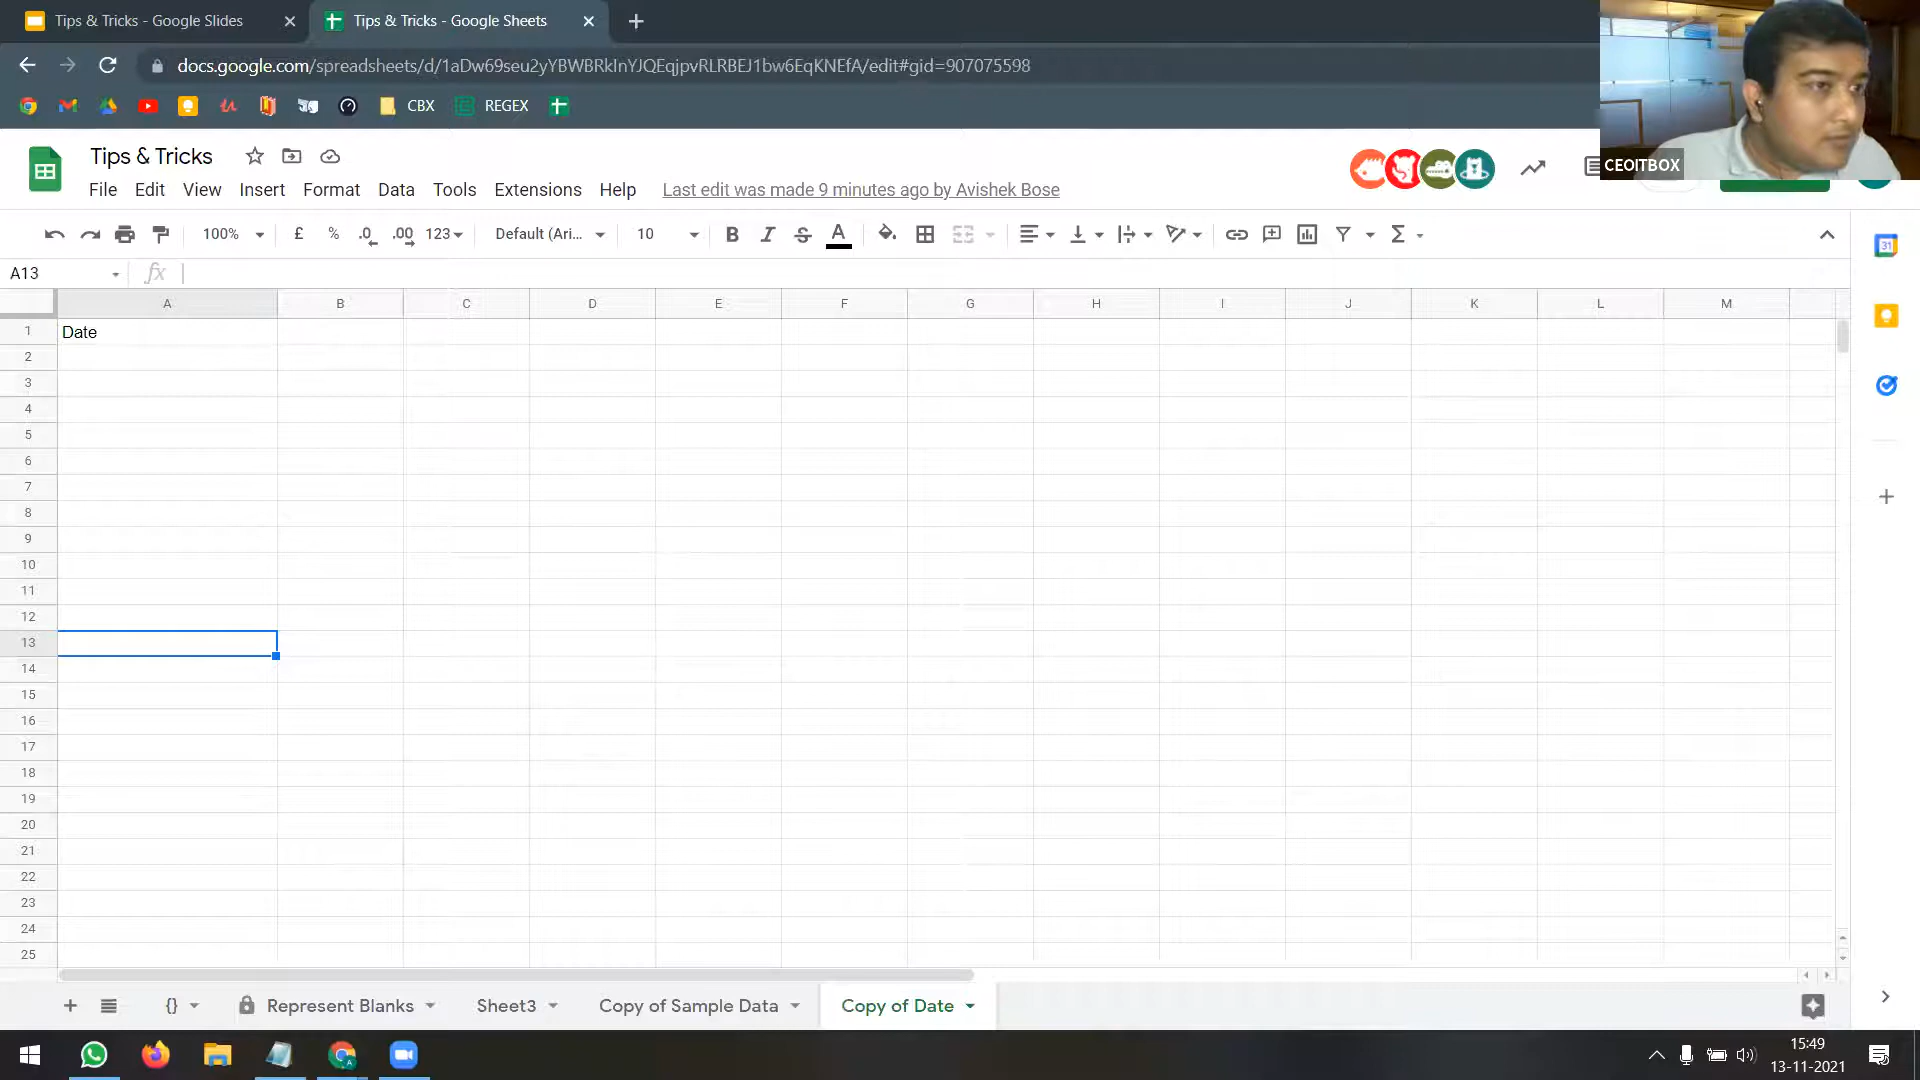 Tips & Tricks - Google Slides
Tips & Tricks - Google Sheets
docs.google.com/spreadsheets/d/1aDw69seu2yYBWBRkInYJQEqjpvRLRBEJ1bw6EqKNEfA/edit#gid=907075598
CBX
REGEX
CEOITBOX
Tips & Tricks
File Edit View Insert Format Data Tools Extensions Help Last edit was made 9 minutes ago by Avishek Bose
100% £ % .0 .00 123 Default (Ari... 10 B I S A Σ
31
A13 fx
A B C D E F G H I J K L M
1 Date
2
3
4
5
6
7
8
9
10
11
12
13
14
15
16
17
18
19
20
21
22
23
24
25
{} Represent Blanks Sheet3 Copy of Sample Data Copy of Date
15:49
13-11-2021